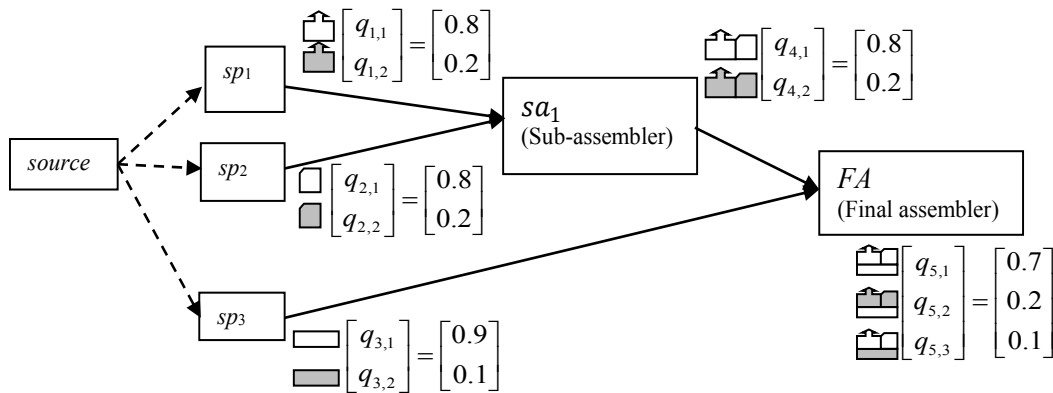 source
sp1
sp2
sp3
[q1,1 q1,2] = [0.8 0.2]
[q2,1 q2,2] = [0.8 0.2]
[q3,1 q3,2] = [0.9 0.1]
sa1
(Sub-assembler)
[q4,1 q4,2] = [0.8 0.2]
FA
(Final assembler)
[q5,1 q5,2 q5,3] = [0.7 0.2 0.1]